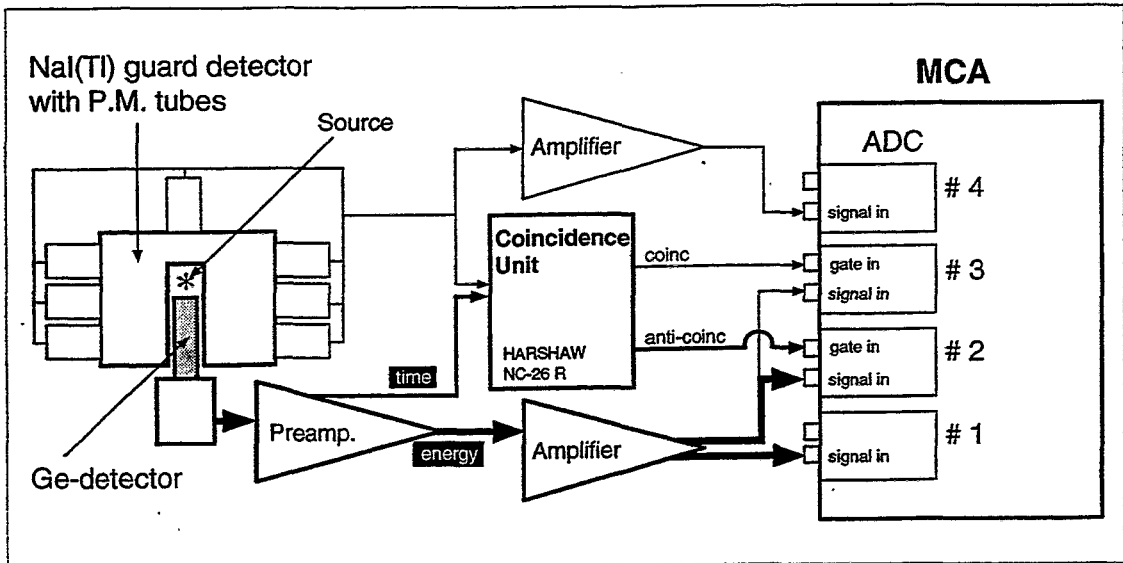 NaI(Tl) guard detector
with P.M. tubes
Source
MCA
Amplifier
ADC
# 4
signal in
Coincidence
Unit
coinc
gate in
# 3
signal in
anti-coinc
gate in
# 2
HARSHAW
NC-26 R
signal in
time
Preamp.
energy
Amplifier
# 1
signal in
Ge-detector